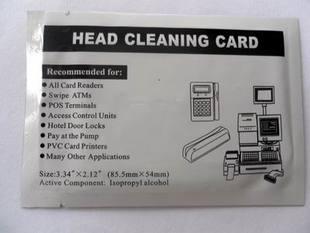 HEAD CLEANING CARD
Recommended for:
● All Card Readers
● Swipe ATMs
● POS Terminals
● Access Control Units
● Hotel Door Locks
● Pay at the Pump
● PVC Card Printers
● Many Other Applications
Size:3.34"×2.12" (85.5mm×54mm)
Active Component: Isopropyl alcohol